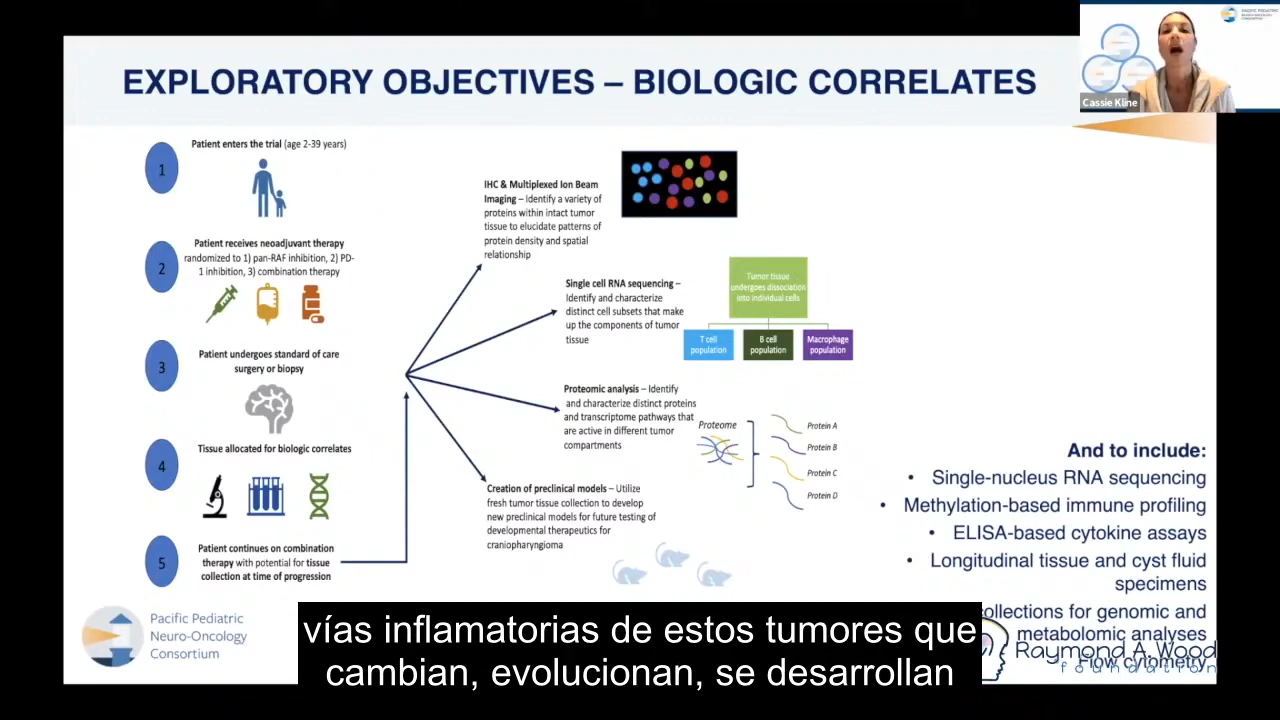 EXPLORATORY OBJECTIVES – BIOLOGIC CORRELATES
PACIFIC PEDIATRIC
NEURO-ONCOLOGY
CONSORTIUM
Cassie Kline
1
Patient enters the trial (age 2-39 years)
2
Patient receives neoadjuvant therapy
randomized to 1) pan-RAF inhibition, 2) PD-
1 inhibition, 3) combination therapy
3
Patient undergoes standard of care
surgery or biopsy
4
Tissue allocated for biologic correlates
5
Patient continues on combination
therapy with potential for tissue
collection at time of progression
IHC & Multiplexed Ion Beam
Imaging – Identify a variety of
proteins within intact tumor
tissue to elucidate patterns of
protein density and spatial
relationship
Single cell RNA sequencing –
Identify and characterize
distinct cell subsets that make
up the components of tumor
tissue
Tumor tissue
undergoes dissociation
into individual cells
T cell
population
B cell
population
Macrophage
population
Proteomic analysis – Identify
and characterize distinct proteins
and transcriptome pathways that
are active in different tumor
compartments
Proteome
Protein A
Protein B
Protein C
Protein D
Creation of preclinical models – Utilize
fresh tumor tissue collection to develop
new preclinical models for future testing of
developmental therapeutics for
craniopharyngioma
And to include:
• Single-nucleus RNA sequencing
• Methylation-based immune profiling
• ELISA-based cytokine assays
• Longitudinal tissue and cyst fluid
specimens
ollections for genomic and
metabolomic analyses
Flow cytometry
Pacific Pediatric
Neuro-Oncology
Consortium
Raymond A. Wood
foundation
vías inflamatorias de estos tumores que
cambian, evolucionan, se desarrollan